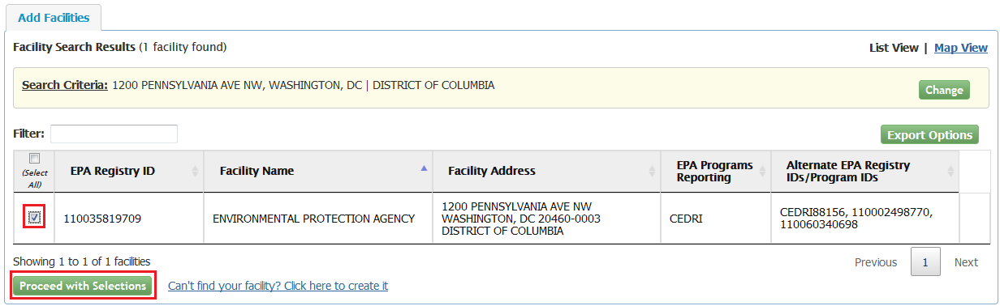 Add Facilities
Facility Search Results (1 facility found)
List View | Map View
Search Criteria: 1200 PENNSYLVANIA AVE NW, WASHINGTON, DC | DISTRICT OF COLUMBIA
Change
Filter:
Export Options
(Select
All)
EPA Registry ID
Facility Name
Facility Address
EPA Programs
Reporting
Alternate EPA Registry
IDs/Program IDs
110035819709
ENVIRONMENTAL PROTECTION AGENCY
1200 PENNSYLVANIA AVE NW
WASHINGTON, DC 20460-0003
DISTRICT OF COLUMBIA
CEDRI
CEDRI88156, 110002498770,
110060340698
Showing 1 to 1 of 1 facilities
Previous 1 Next
Proceed with Selections
Can't find your facility? Click here to create it